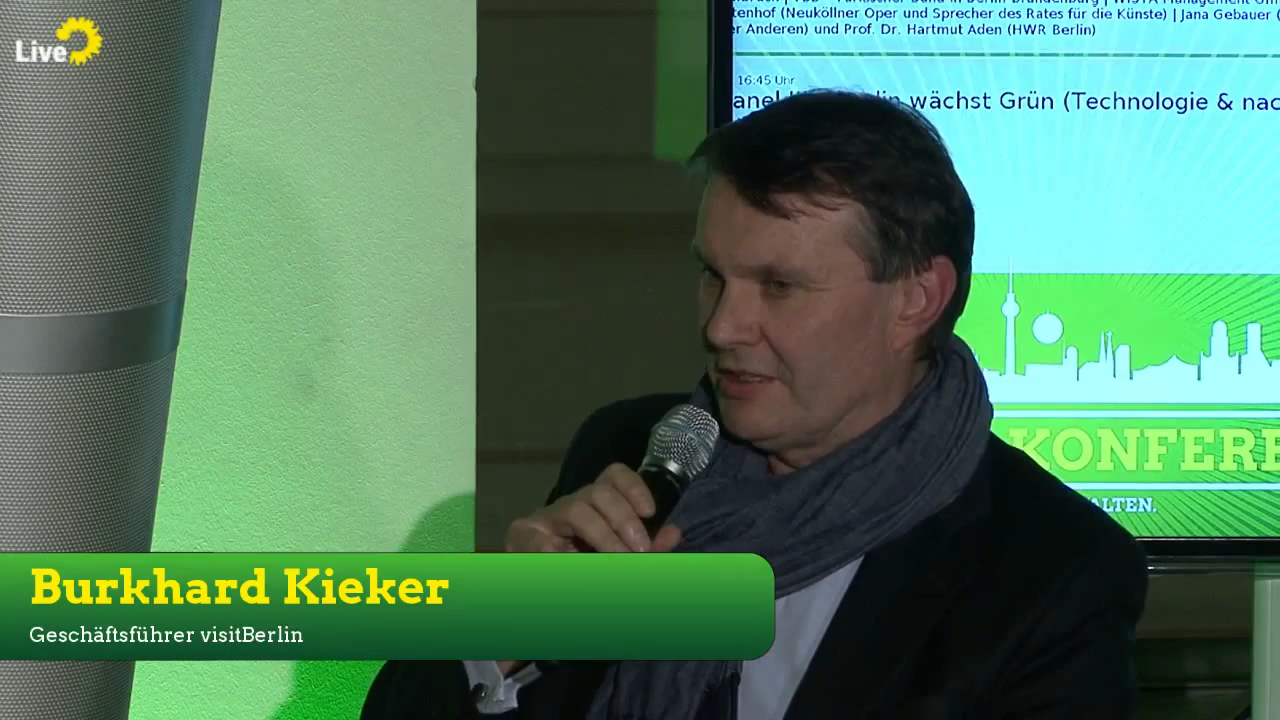 Live
tenhof (Neuköllner Oper und Sprecher des Rates für die Künste) | Jana Gebauer (
er Anderen) und Prof. Dr. Hartmut Aden (HWR Berlin)
16:45 Uhr
wächst Grün (Technologie & nac
KONFERE
ALTEN.
Burkhard Kieker
Geschäftsführer visitBerlin